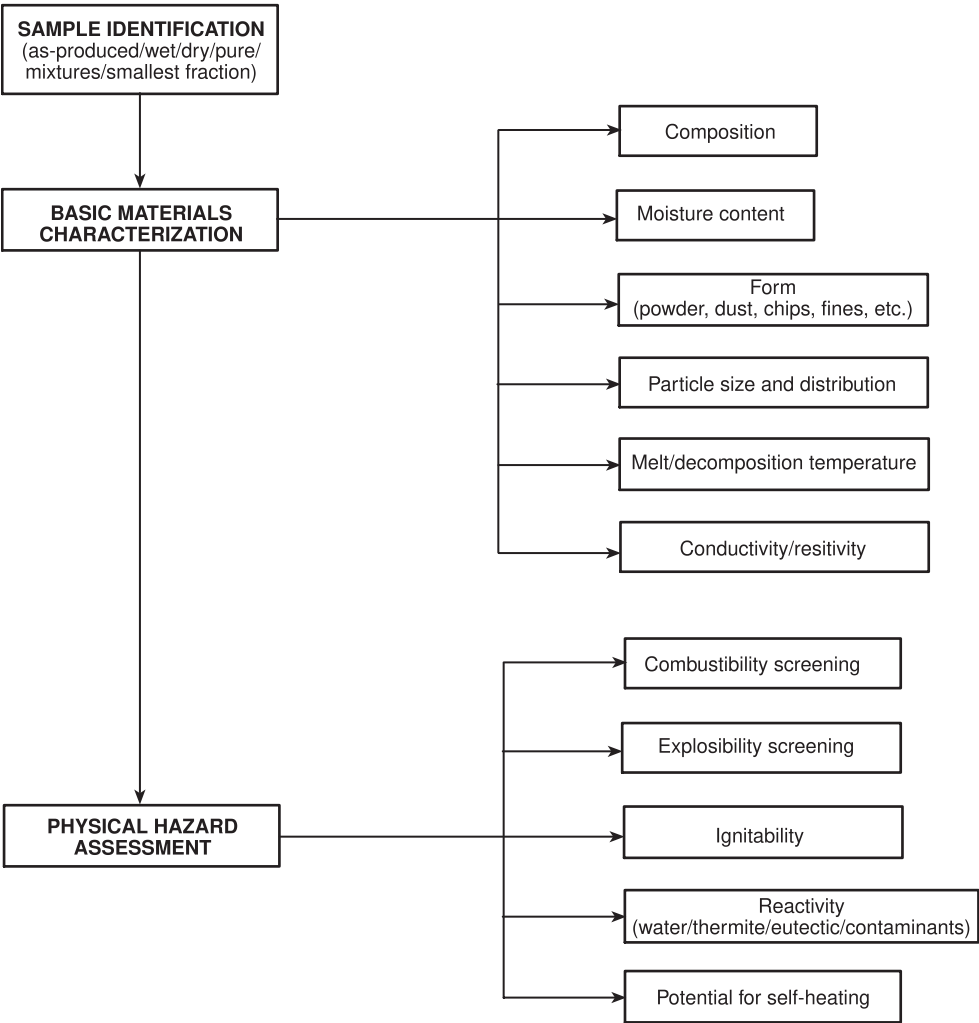 SAMPLE IDENTIFICATION
(as-produced/wet/dry/pure/
mixtures/smallest fraction)
BASIC MATERIALS
CHARACTERIZATION
Composition
Moisture content
Form
(powder, dust, chips, fines, etc.)
Particle size and distribution
Melt/decomposition temperature
Conductivity/resitivity
PHYSICAL HAZARD
ASSESSMENT
Combustibility screening
Explosibility screening
Ignitability
Reactivity
(water/thermite/eutectic/contaminants)
Potential for self-heating